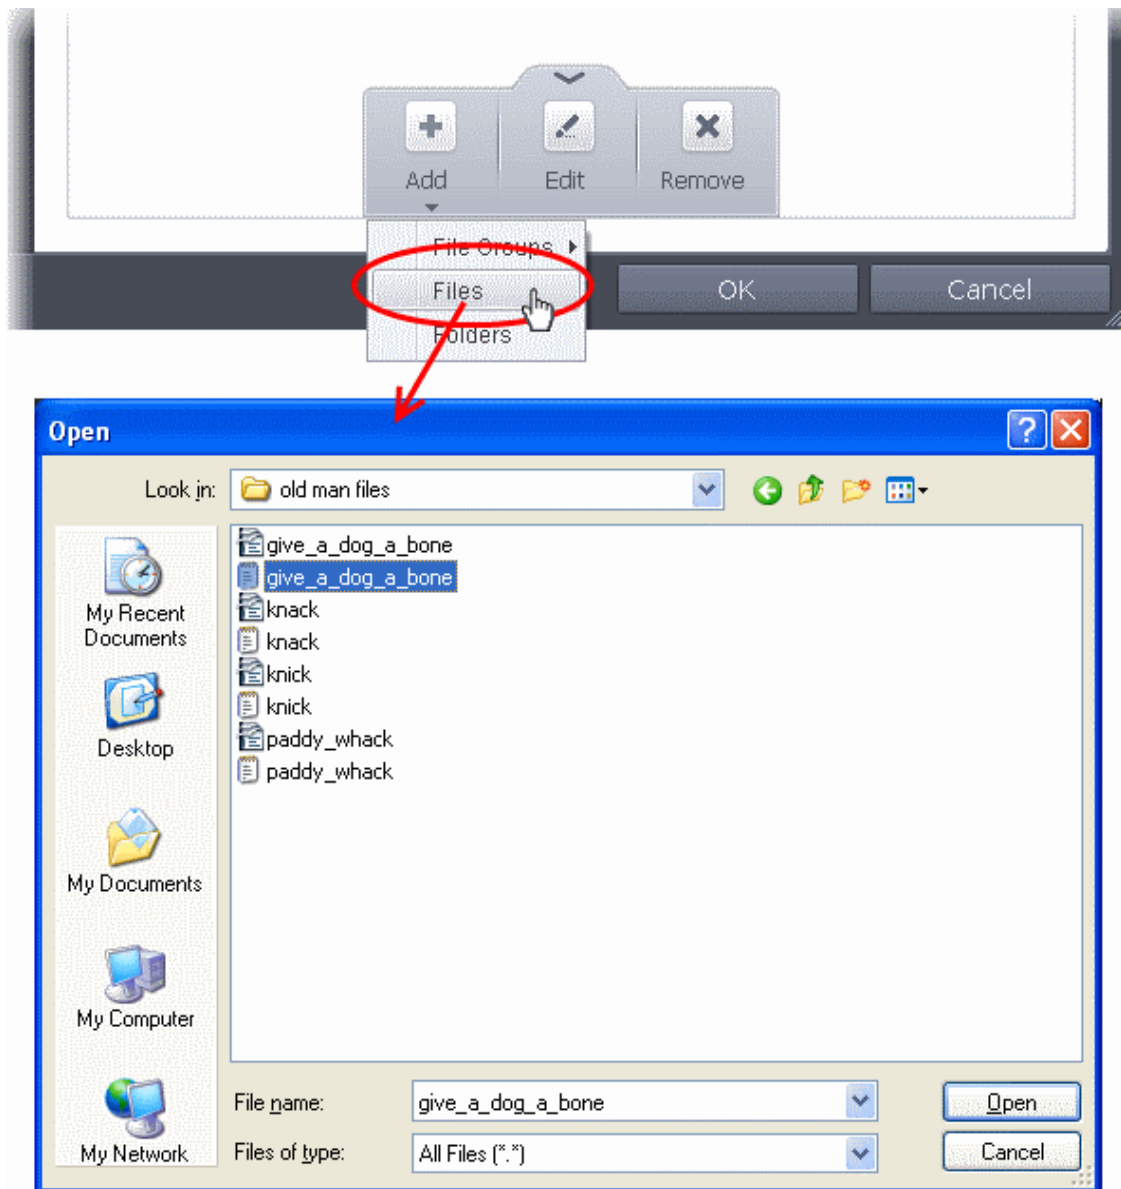 Add Edit Remove
File Groups
Files
OK Cancel
Folders
Open
Look in: old man files
give_a_dog_a_bone
give_a_dog_a_bone
knack
knack
knick
knick
paddy_whack
paddy_whack
My Recent
Documents
Desktop
My Documents
My Computer
My Network
File name: give_a_dog_a_bone Open
Files of type: All Files (*.*) Cancel